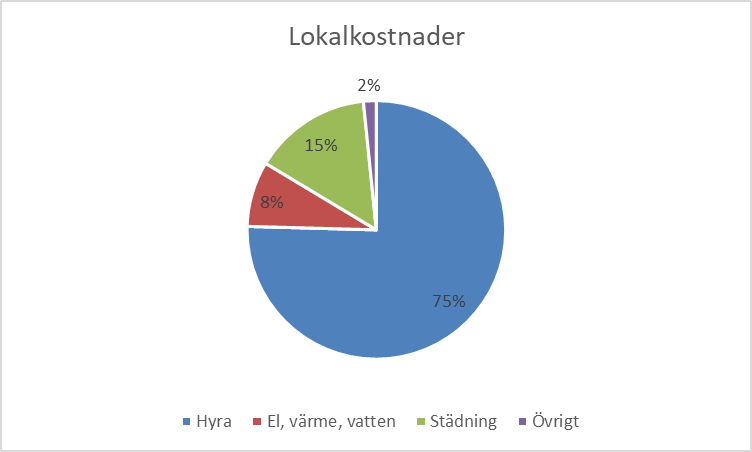 Lokalkostnader
2%
15%
8%
75%
Hyra El, värme, vatten Städning Övrigt